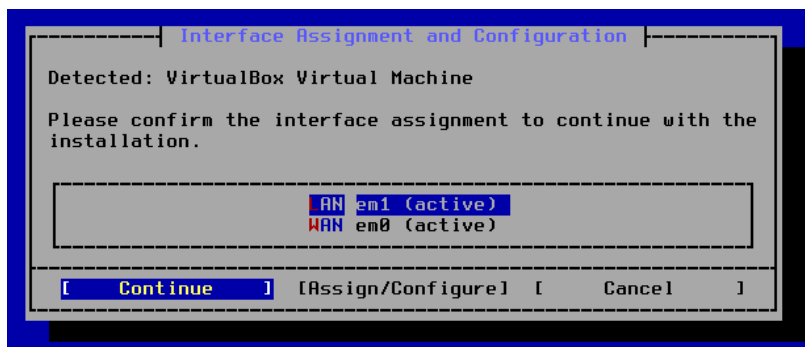 Interface Assignment and Configuration
Detected: VirtualBox Virtual Machine
Please confirm the interface assignment to continue with the
installation.
LAN em1 (active)
WAN em0 (active)
[ Continue ] [Assign/Configure] [ Cancel ]